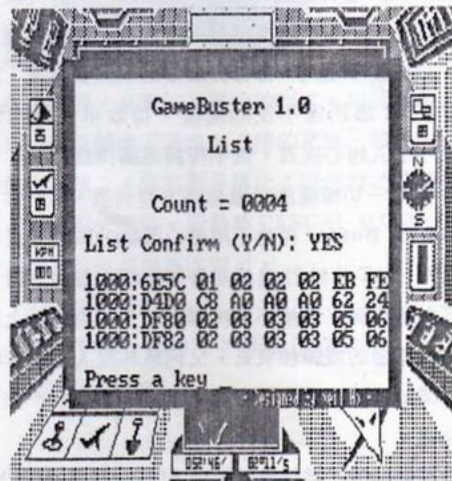 GameBuster 1.0
List
Count = 0004
List Confirm (Y/N): YES
1000:6E5C 01 02 02 02 EB FE
1000:D4D0 C8 A0 A0 A0 62 24
1000:DF80 02 03 03 03 05 06
1000:DF82 02 03 03 03 05 06
Press a key _
N
S
WPN
000